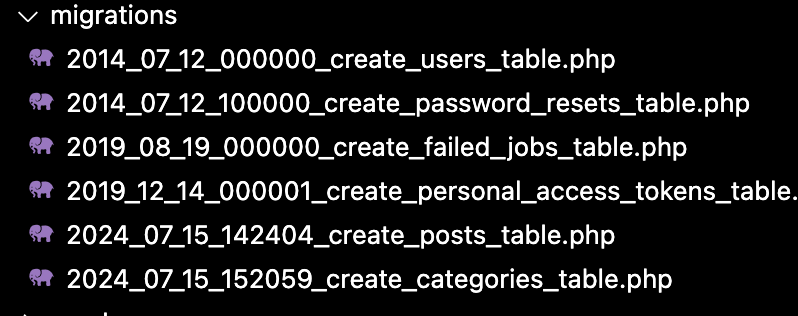 migrations
2014_07_12_000000_create_users_table.php
2014_07_12_100000_create_password_resets_table.php
2019_08_19_000000_create_failed_jobs_table.php
2019_12_14_000001_create_personal_access_tokens_table.
2024_07_15_142404_create_posts_table.php
2024_07_15_152059_create_categories_table.php